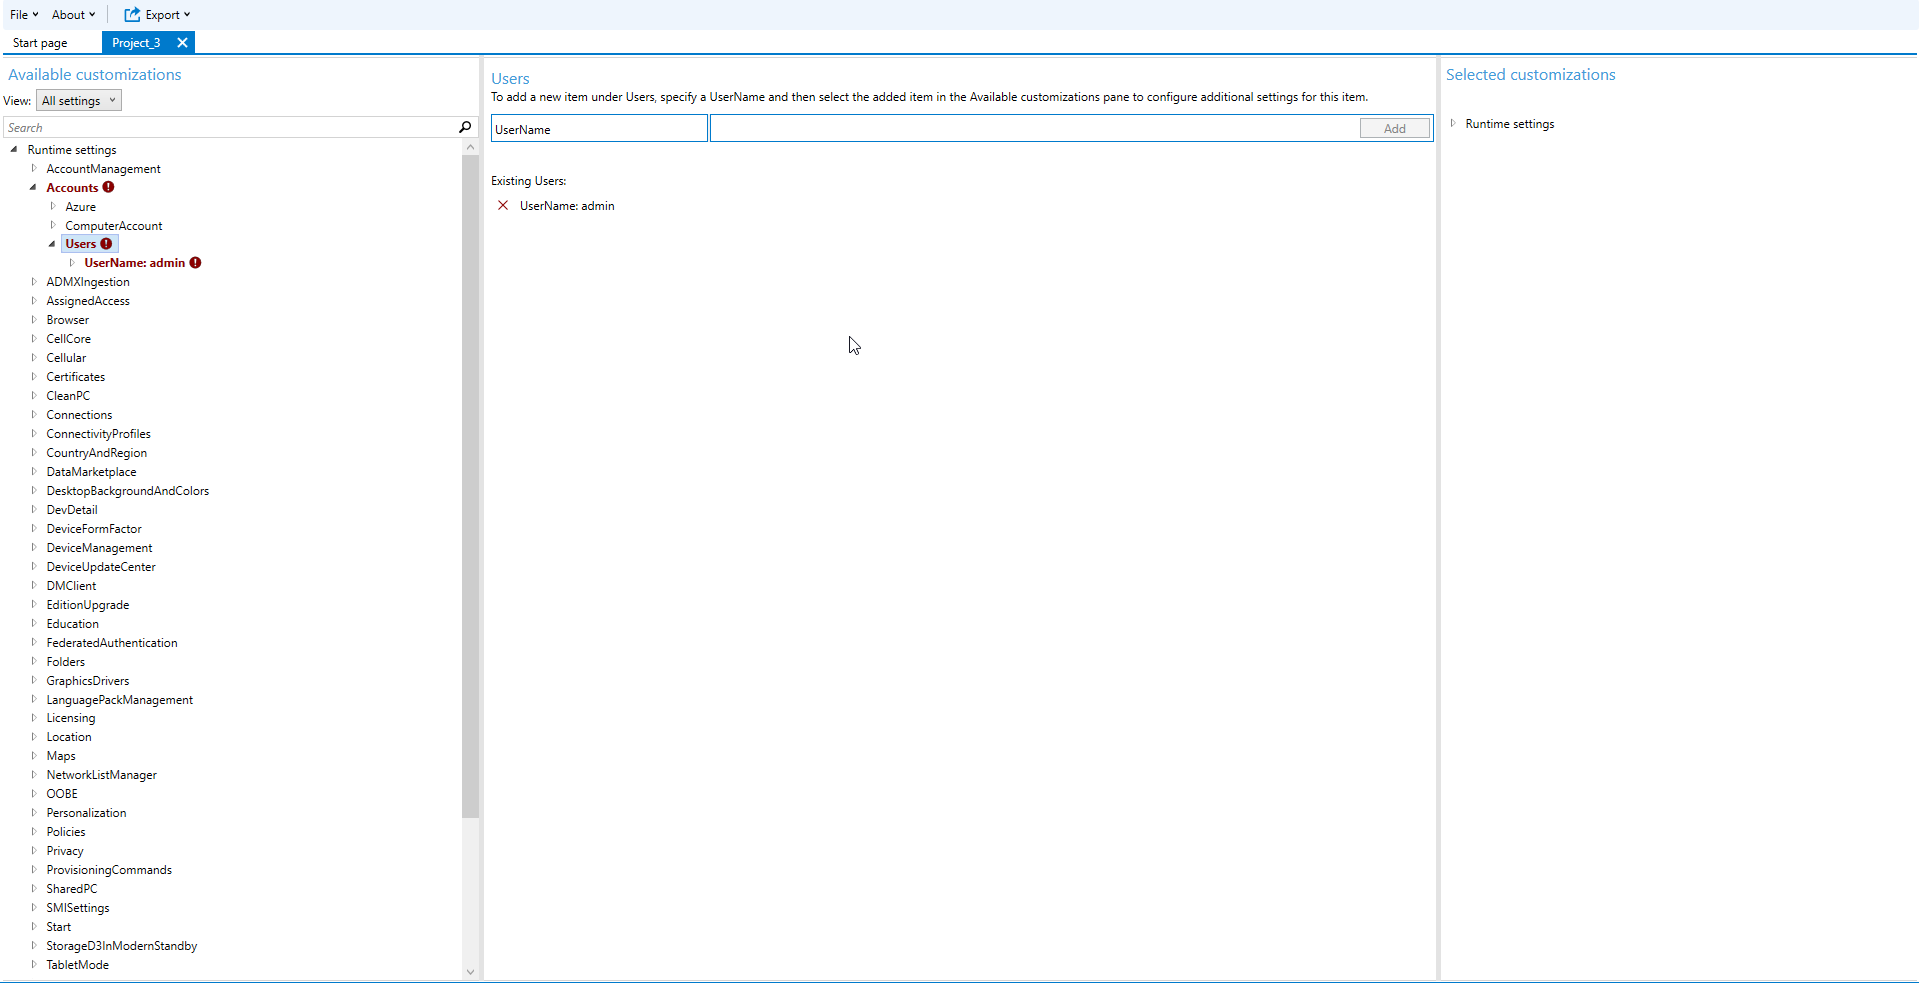 File About Export
Start page Project_3
Available customizations
View: All settings
Search
Runtime settings
AccountManagement
Accounts
Azure
ComputerAccount
Users
UserName: admin
ADMXIngestion
AssignedAccess
Browser
CellCore
Cellular
Certificates
CleanPC
Connections
ConnectivityProfiles
CountryAndRegion
DataMarketplace
DesktopBackgroundAndColors
DevDetail
DeviceFormFactor
DeviceManagement
DeviceUpdateCenter
DMClient
EditionUpgrade
Education
FederatedAuthentication
Folders
GraphicsDrivers
LanguagePackManagement
Licensing
Location
Maps
NetworkListManager
OOBE
Personalization
Policies
Privacy
ProvisioningCommands
SharedPC
SMISettings
Start
StorageD3InModernStandby
TabletMode
Users
To add a new item under Users, specify a UserName and then select the added item in the Available customizations pane to configure additional settings for this item.
UserName Add
Existing Users:
UserName: admin
Selected customizations
Runtime settings